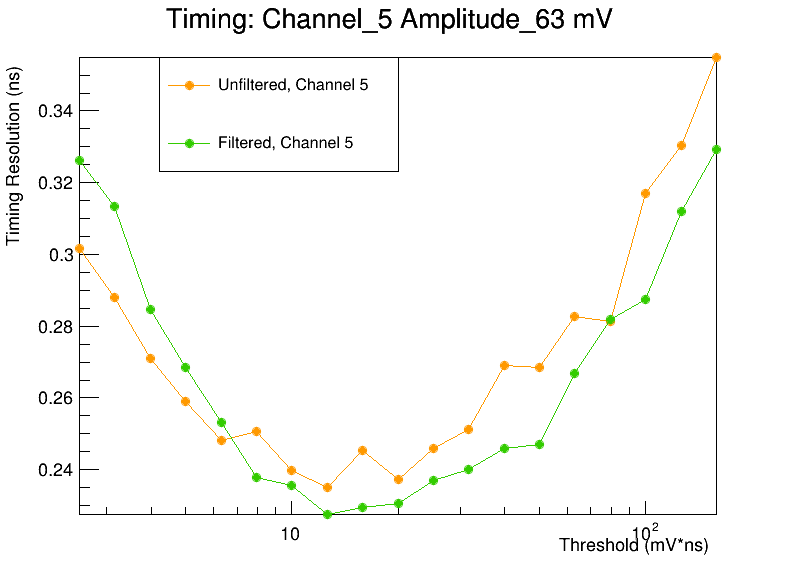 Timing: Channel_5 Amplitude_63 mV
Timing Resolution (ns)
Unfiltered, Channel 5
Filtered, Channel 5
0.34
0.32
0.3
0.28
0.26
0.24
10
10²
Threshold (mV*ns)